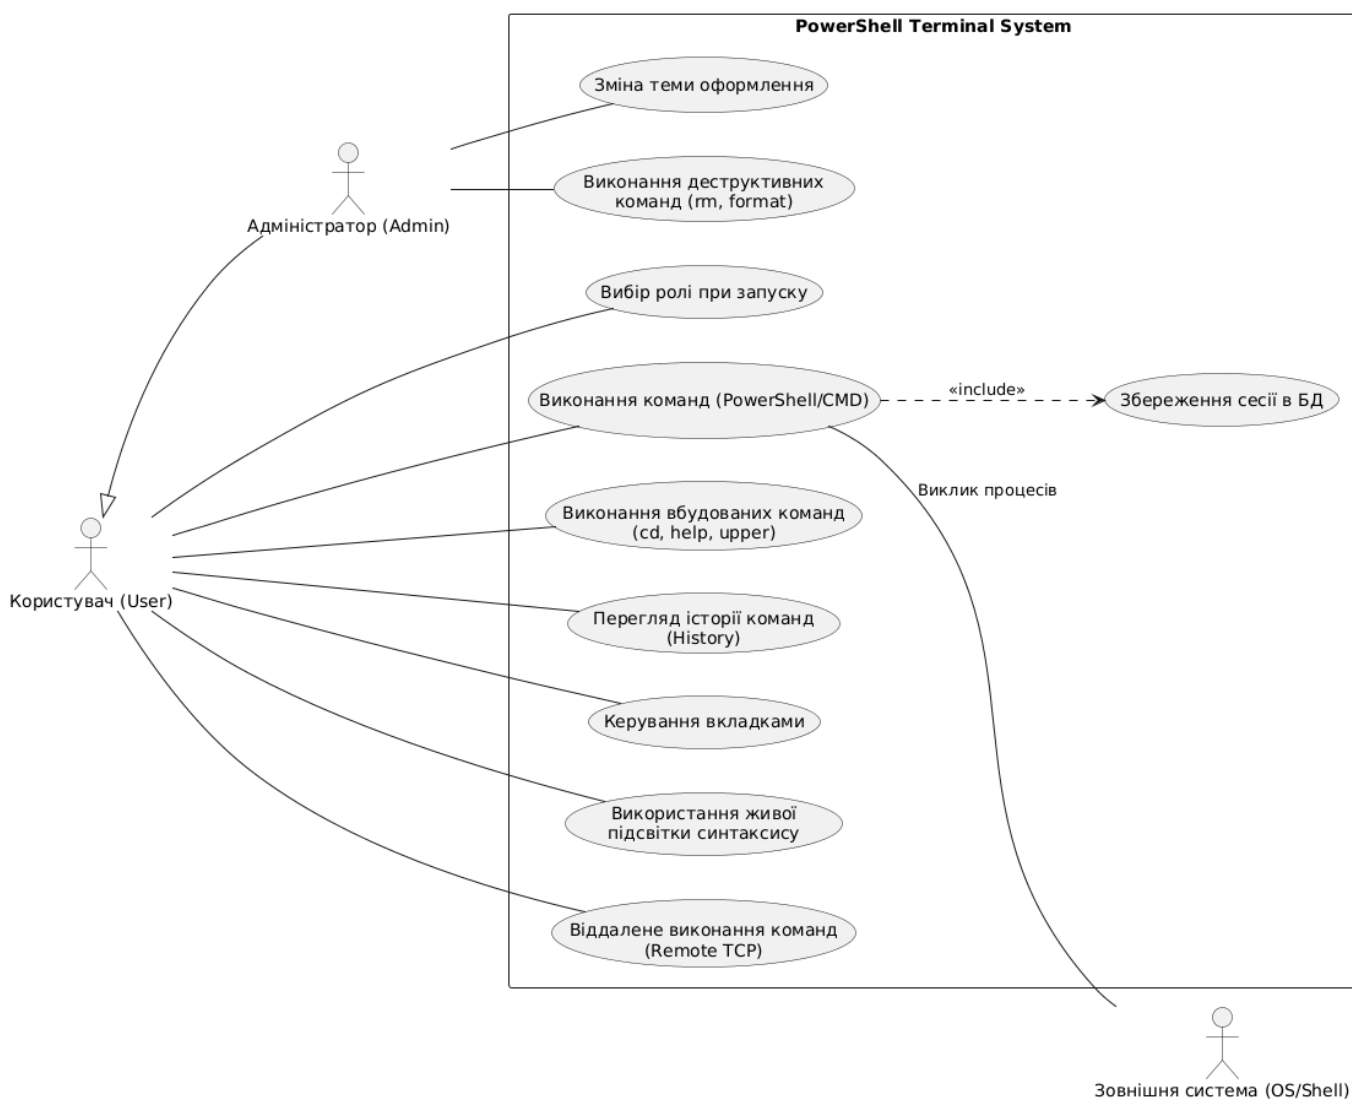 PowerShell Terminal System
Зміна теми оформлення
Адміністратор (Admin)
Виконання деструктивних
команд (rm, format)
Вибір ролі при запуску
Виконання команд (PowerShell/CMD)
«include»
Збереження сесії в БД
Виклик процесів
Виконання вбудованих команд
(cd, help, upper)
Користувач (User)
Перегляд історії команд
(History)
Керування вкладками
Використання живої
підсвітки синтаксису
Віддалене виконання команд
(Remote TCP)
Зовнішня система (OS/Shell)